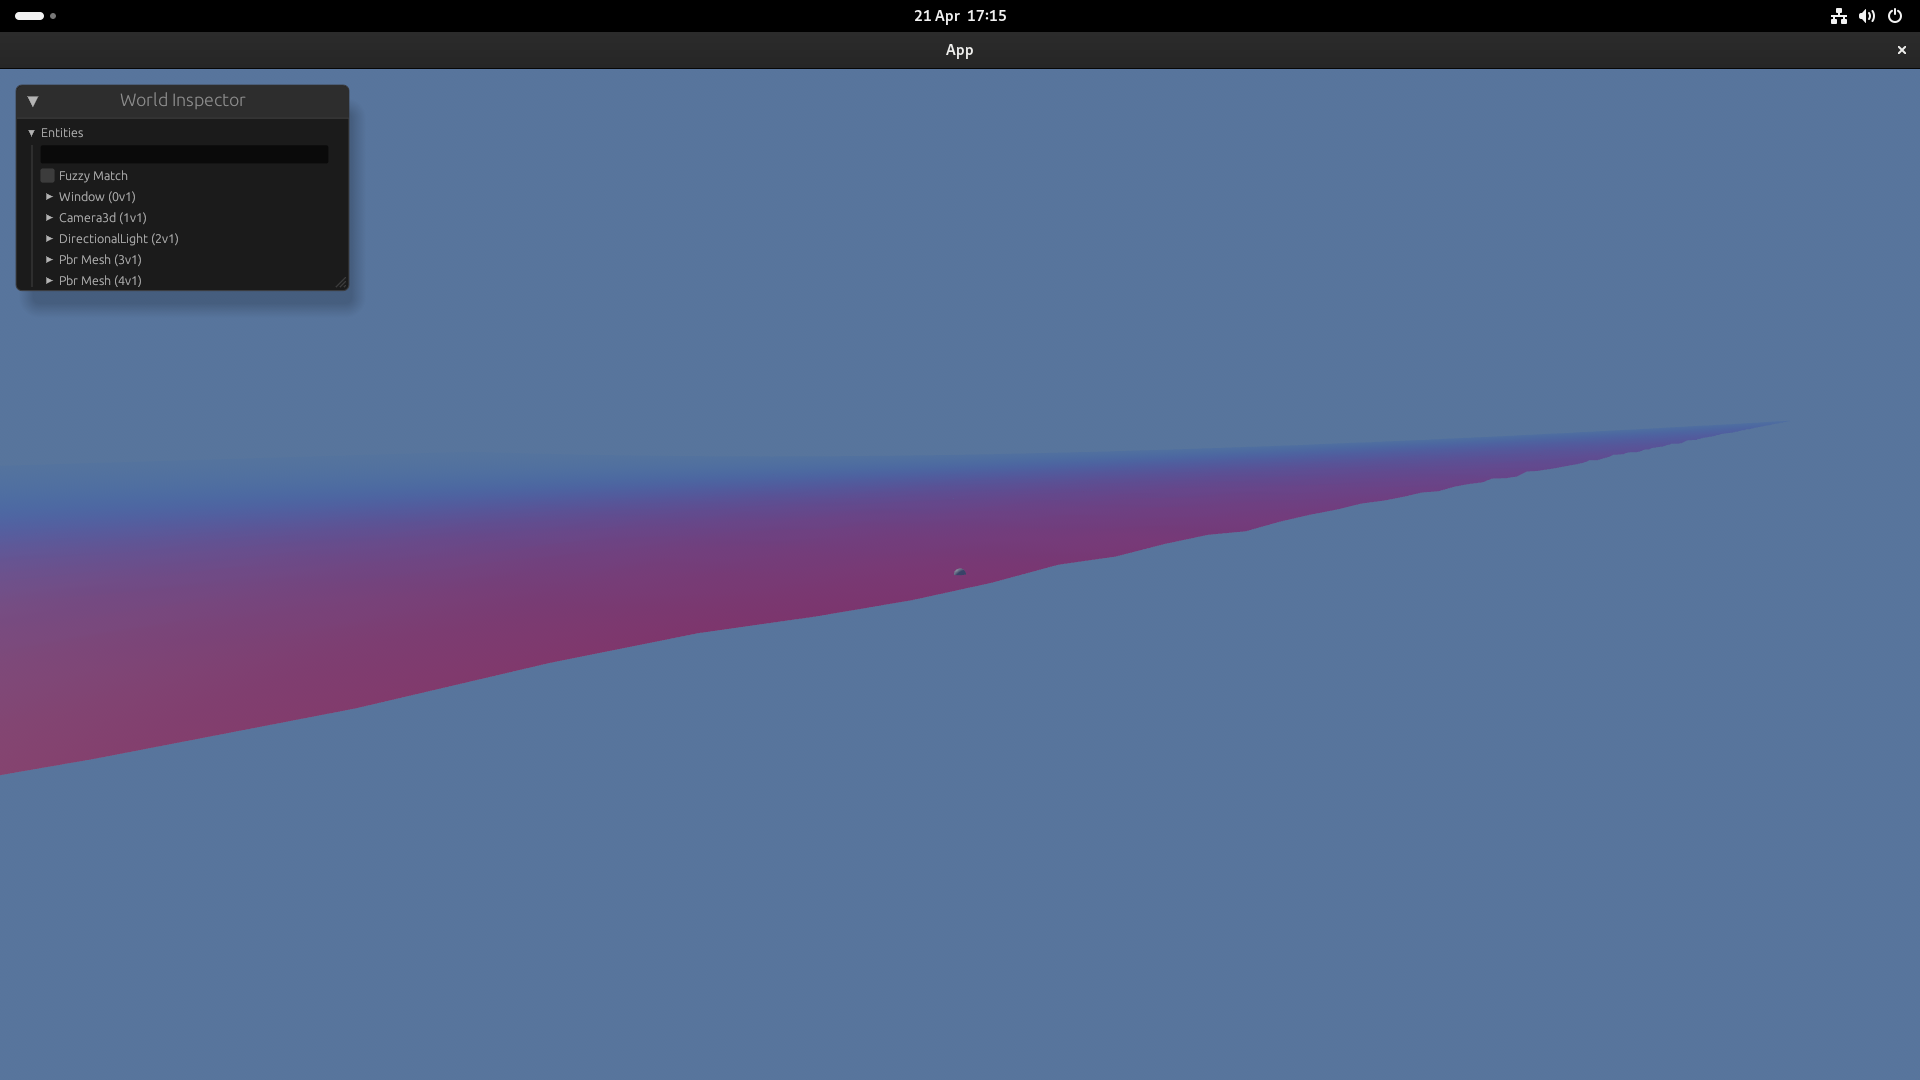 21 Apr 17:15
App
World Inspector
Entities
Fuzzy Match
Window (0v1)
Camera3d (1v1)
DirectionalLight (2v1)
Pbr Mesh (3v1)
Pbr Mesh (4v1)